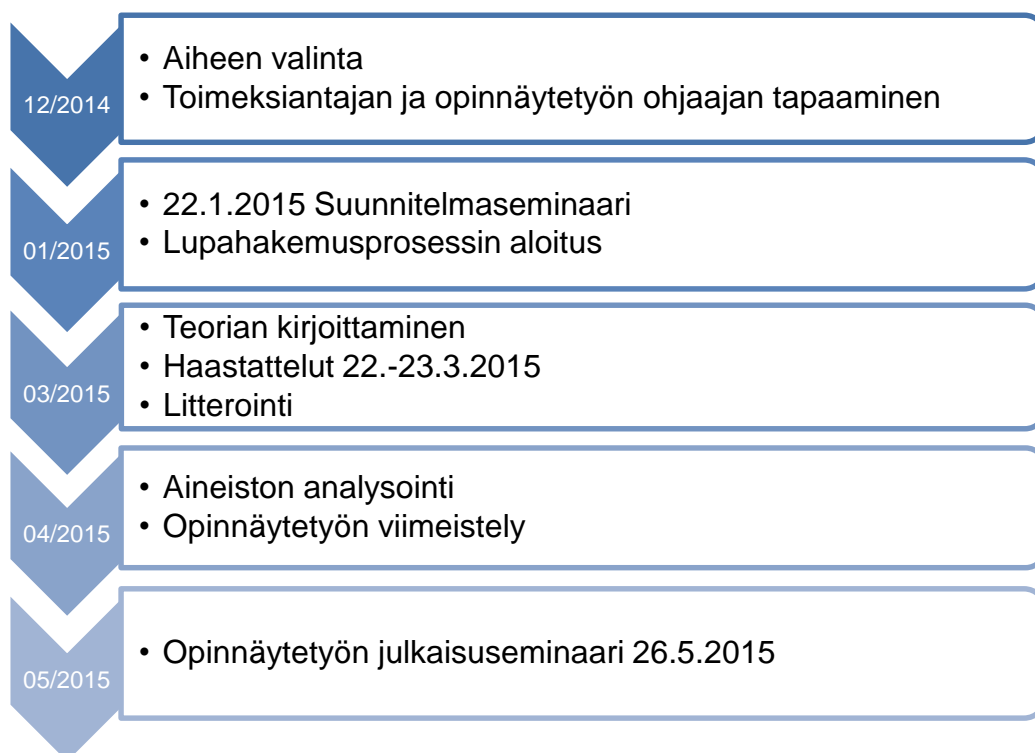 12/2014
• Aiheen valinta
• Toimeksiantajan ja opinnäytetyön ohjaajan tapaaminen
01/2015
• 22.1.2015 Suunnitelmaseminaari
• Lupahakemusprosessin aloitus
03/2015
• Teorian kirjoittaminen
• Haastattelut 22.-23.3.2015
• Litterointi
04/2015
• Aineiston analysointi
• Opinnäytetyön viimeistely
05/2015
• Opinnäytetyön julkaisuseminaari 26.5.2015